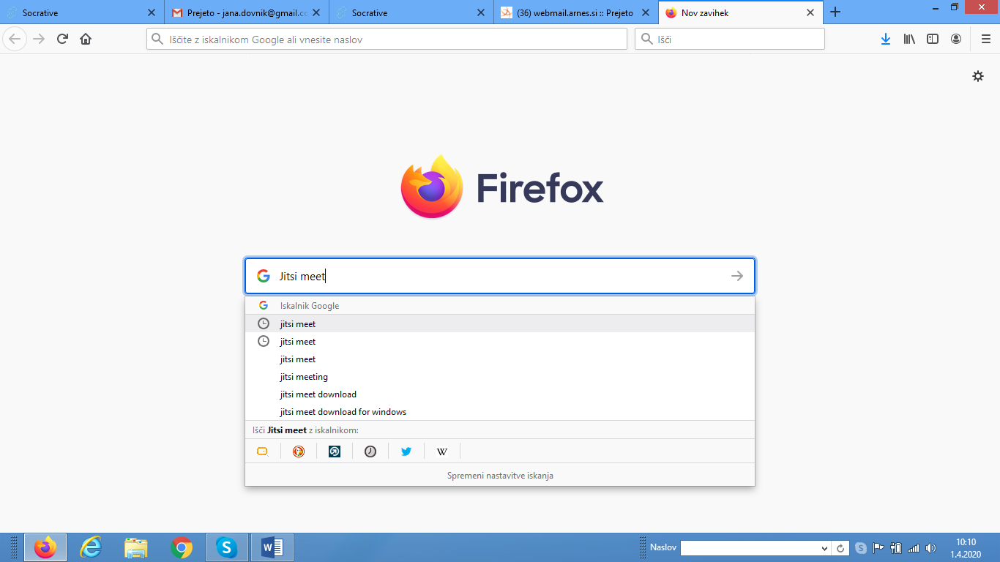 Socrative
Prejeto - jana.dovnik@gmail.co
Socrative
(36) webmail.arnes.si :: Prejeto
Nov zavihek
Iščite z iskalnikom Google ali vnesite naslov
Išči
Firefox
Jitsi meet
Iskalnik Google
jitsi meet
jitsi meet
jitsi meet
jitsi meeting
jitsi meet download
jitsi meet download for windows
Išči Jitsi meet z iskalnikom:
W
Spremeni nastavitve iskanja
Naslov
10:10
1.4.2020